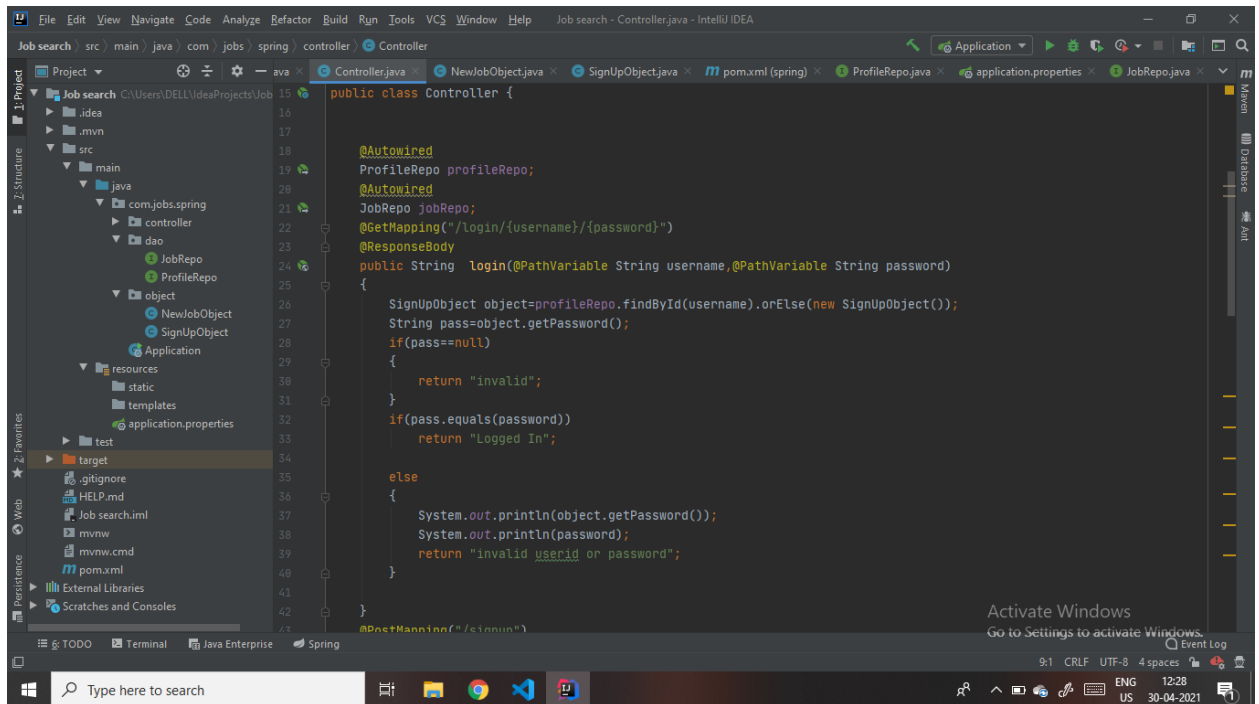 File Edit View Navigate Code Analyze Refactor Build Run Tools VCS Window Help Job search - Controller.java - IntelliJ IDEA
Job search src main java com jobs spring controller Controller Application
Project ava Controller.java NewJobObject.java SignUpObject.java pom.xml (spring) ProfileRepo.java application.properties JobRepo.java
1: Project
7: Structure
2: Favorites
Web
Persistence
Job search C:\Users\DELL\IdeaProjects\Job
.idea
.mvn
src
main
java
com.jobs.spring
controller
dao
JobRepo
ProfileRepo
object
NewJobObject
SignUpObject
Application
resources
static
templates
application.properties
test
target
.gitignore
HELP.md
Job search.iml
mvnw
mvnw.cmd
pom.xml
External Libraries
Scratches and Consoles
15 public class Controller {
16
17
18 @Autowired
19 ProfileRepo profileRepo;
20 @Autowired
21 JobRepo jobRepo;
22 @GetMapping("/login/{username}/{password}")
23 @ResponseBody
24 public String  login(@PathVariable String username,@PathVariable String password)
25 {
26 SignUpObject object=profileRepo.findById(username).orElse(new SignUpObject());
27 String pass=object.getPassword();
28 if(pass==null)
29 {
30 return "invalid";
31 }
32 if(pass.equals(password))
33 return "Logged In";
34
35 else
36 {
37 System.out.println(object.getPassword());
38 System.out.println(password);
39 return "invalid userid or password";
40 }
41
42 }
43 @PostMapping("/signup")
Maven
Database
Ant
Activate Windows
Go to Settings to activate Windows.
6: TODO Terminal Java Enterprise Spring Event Log
9:1 CRLF UTF-8 4 spaces
Type here to search ENG 12:28
US 30-04-2021